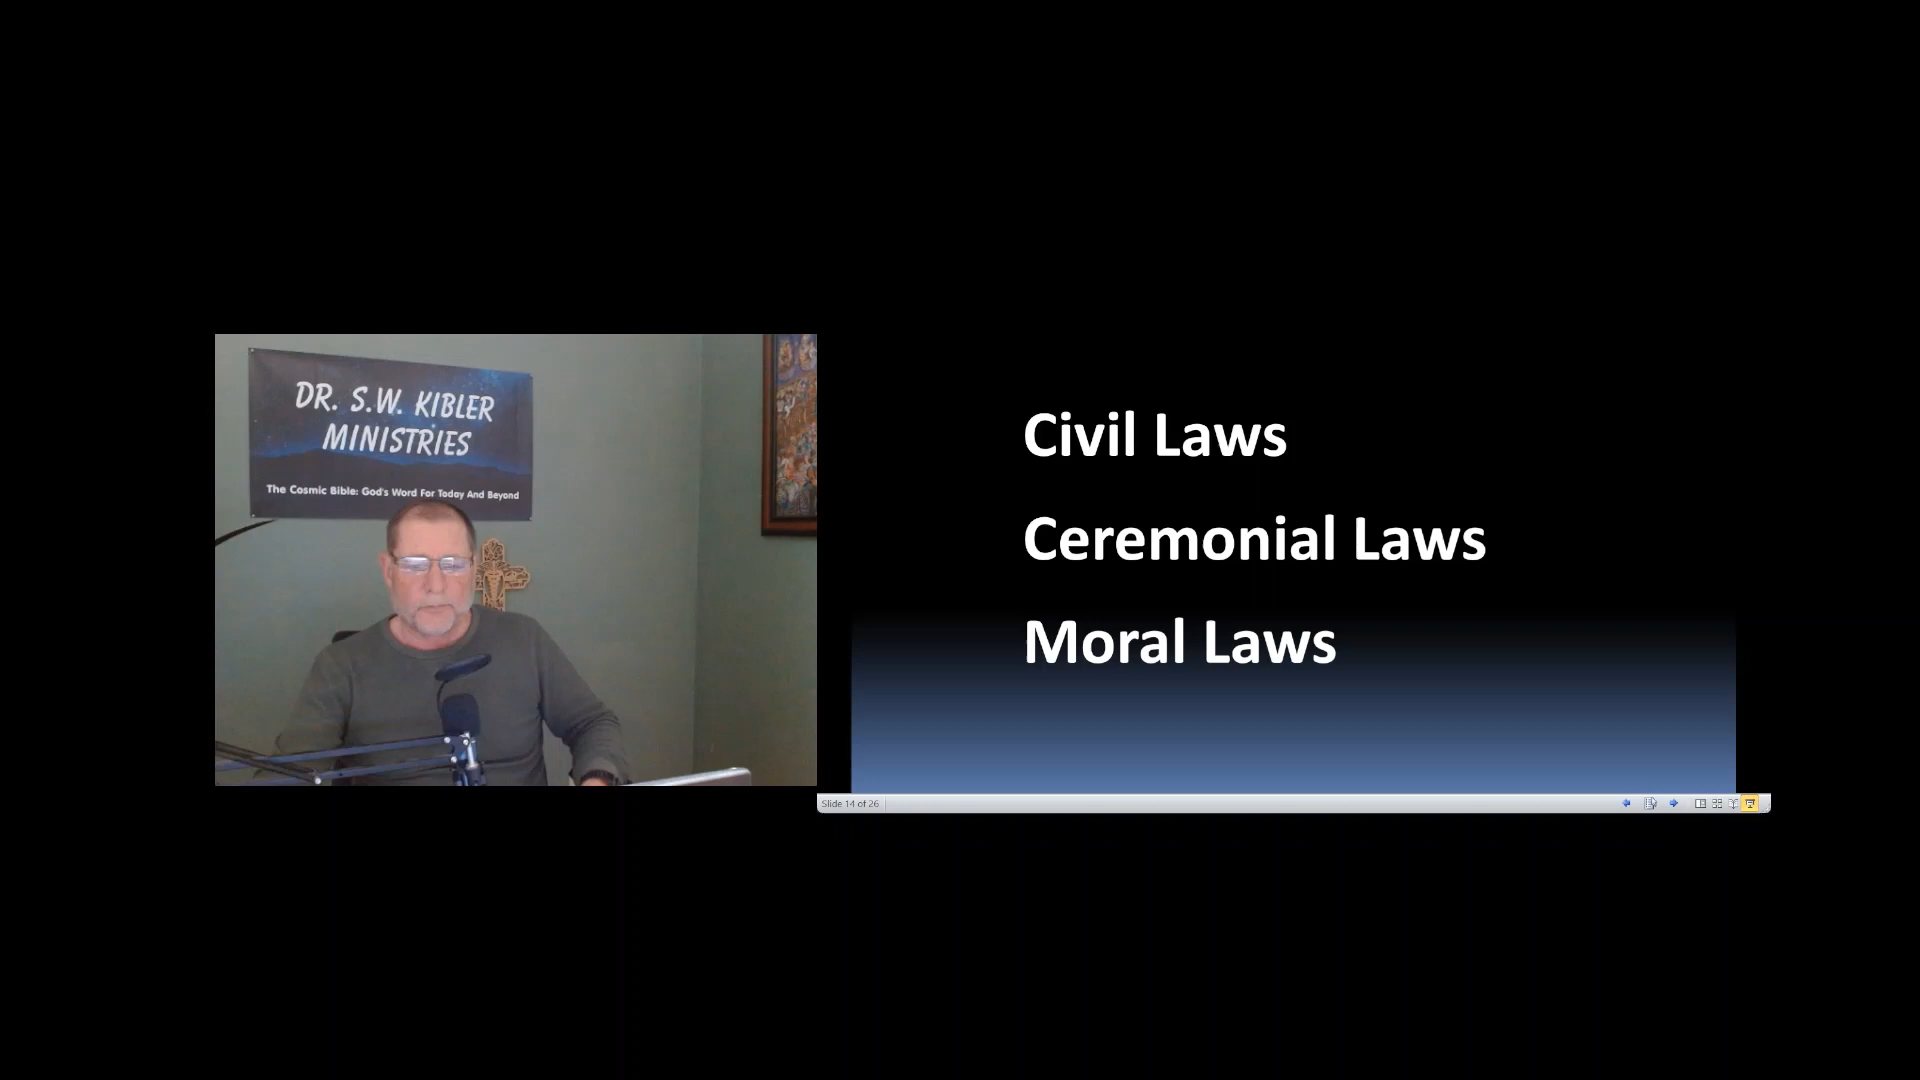 DR. S.W. KIBLER
MINISTRIES
The Cosmic Bible: God's Word For Today And Beyond
Civil Laws
Ceremonial Laws
Moral Laws
Slide 14 of 26